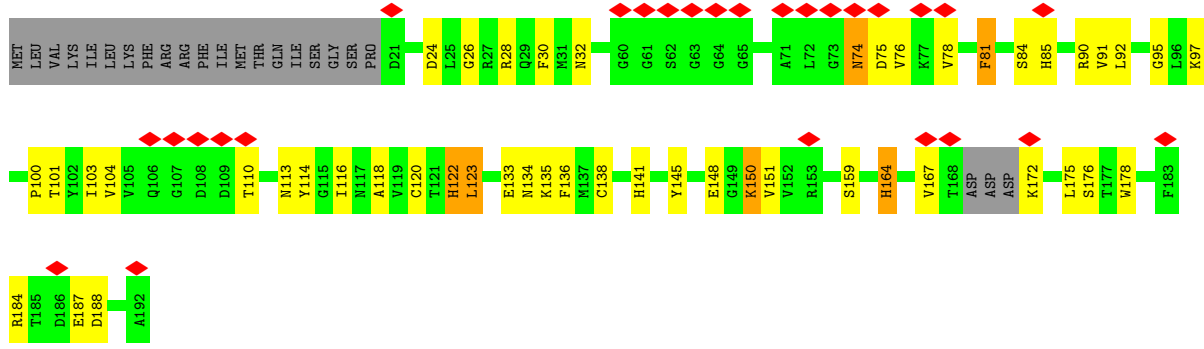 MET LEU VAL LYS ILE LEU LYS PHE ARG ARG PHE ILE MET THR GLN ILE SER GLY SER PRO D21 D24 L25 G26 R27 R28 Q29 F30 M31 N32 G60 G61 S62 G63 G64 G65 A71 L72 G73 N74 D75 V76 K77 V78 F81 S84 H85 R90 V91 L92 G95 L96 K97
P100 T101 Y102 I103 V104 V105 Q106 G107 D108 D109 T110 N113 Y114 G115 I116 N117 A118 V119 C120 T121 H122 L123 E133 N134 K135 F136 M137 C138 H141 Y145 E148 G149 K150 V151 V152 R153 S159 H164 V167 T168 ASP ASP ASP K172 L175 S176 T177 W178 F183
R184 T185 D186 E187 D188 A192